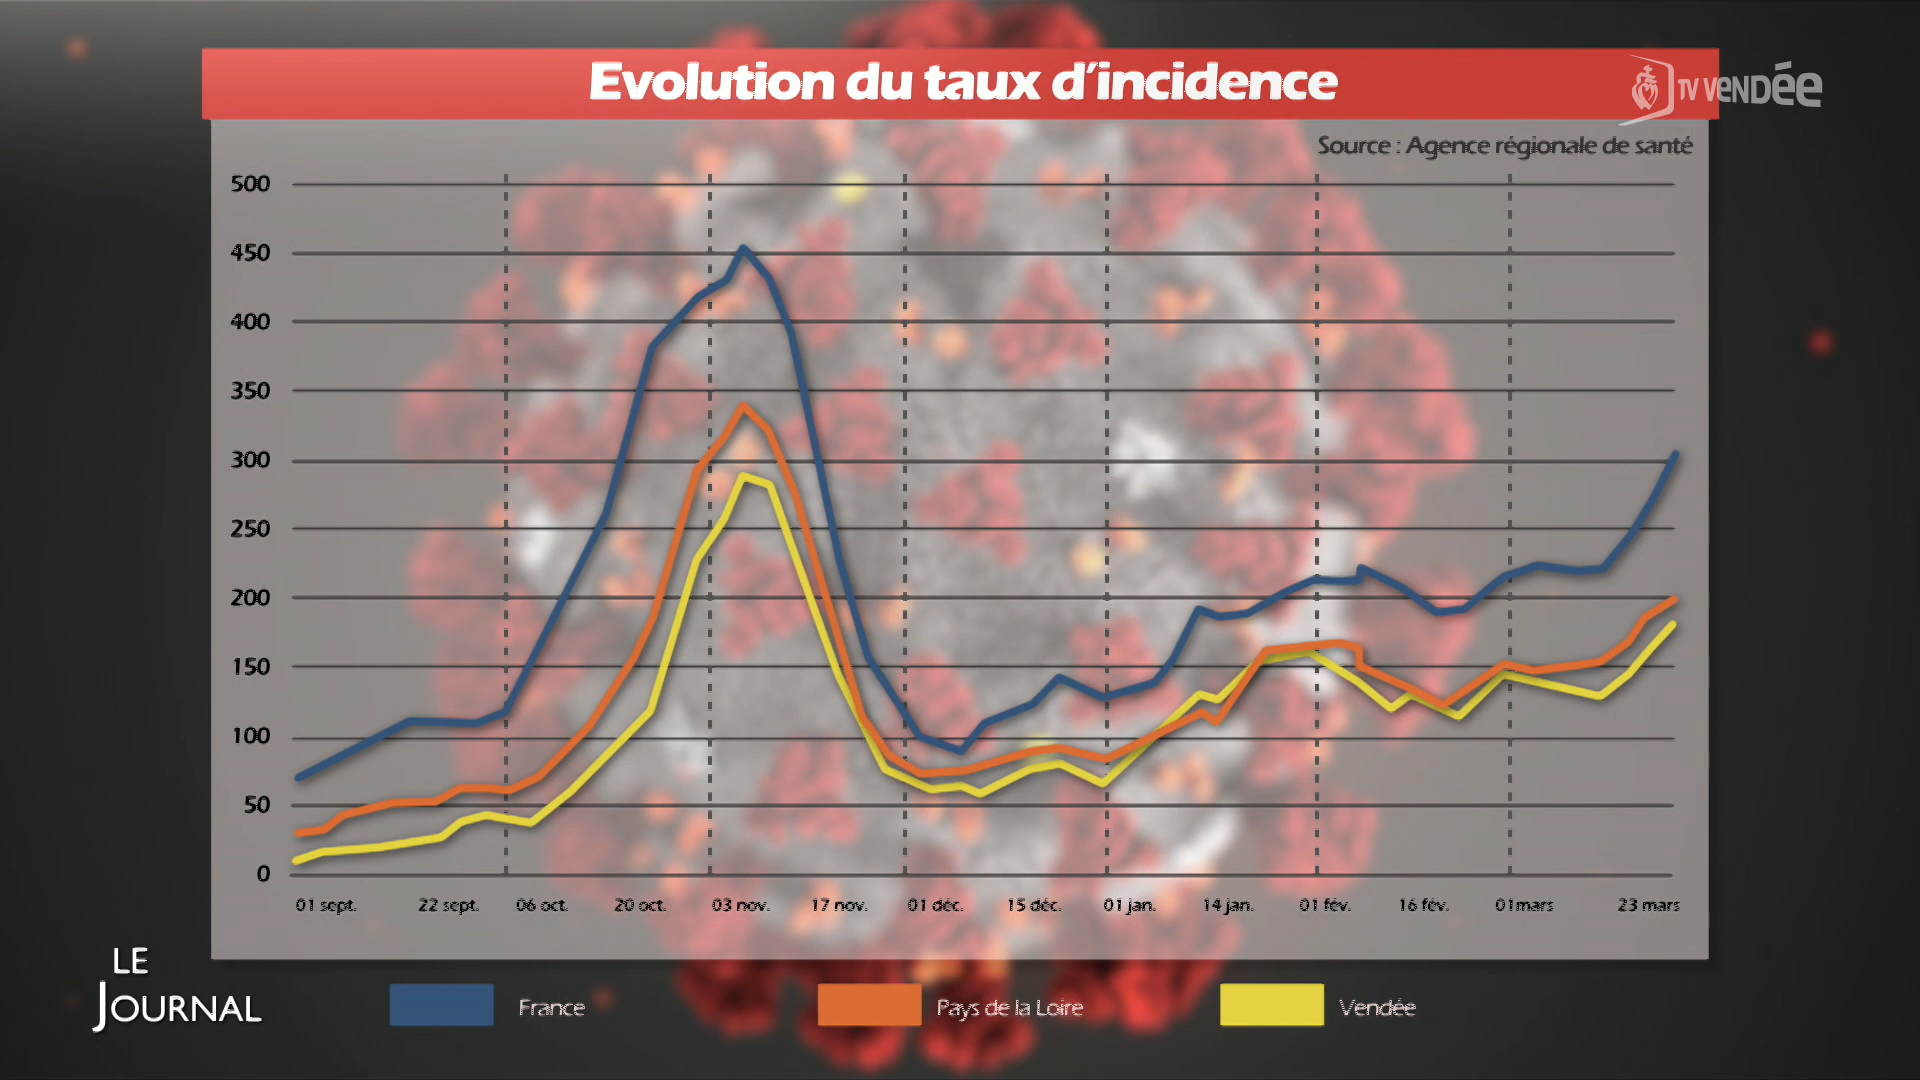 Evolution du taux d'incidence
TV VENDÉE
Source : Agence régionale de santé
500
450
400
350
300
250
200
150
100
50
0
01 sept. 22 sept. 06 oct. 20 oct. 03 nov. 17 nov. 01 déc. 15 déc. 01 jan. 14 jan. 01 fév. 16 fév. 01mars 23 mars
LE
JOURNAL
France Pays de la Loire Vendée